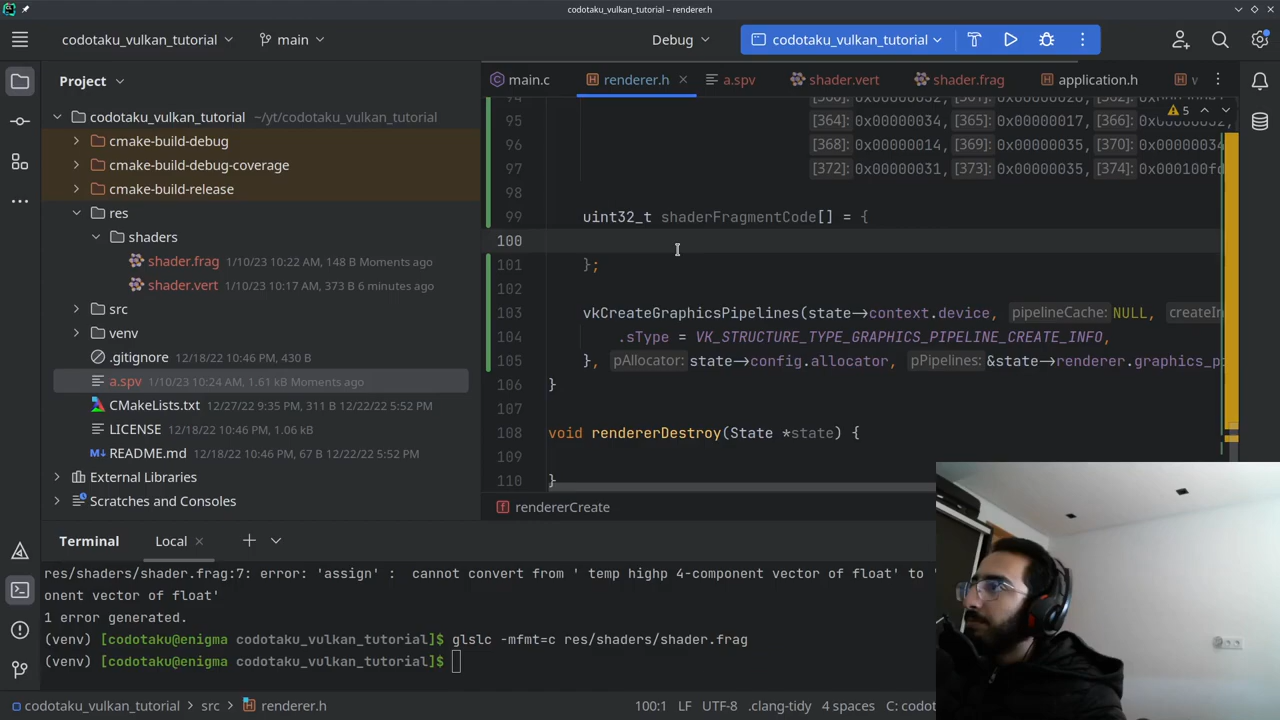 codotaku_vulkan_tutorial – renderer.h
codotaku_vulkan_tutorial
main
Debug
codotaku_vulkan_tutorial
Project
main.c
renderer.h
a.spv
shader.vert
shader.frag
application.h
v
codotaku_vulkan_tutorial ~/yt/codotaku_vulkan_tutorial
cmake-build-debug
cmake-build-debug-coverage
cmake-build-release
res
shaders
shader.frag 1/10/23 10:22 AM, 148 B Moments ago
shader.vert 1/10/23 10:17 AM, 373 B 6 minutes ago
src
venv
.gitignore 12/18/22 10:46 PM, 430 B
a.spv 1/10/23 10:24 AM, 1.61 kB Moments ago
CMakeLists.txt 12/27/22 9:35 PM, 311 B 12/22/22 5:52 PM
LICENSE 12/18/22 10:46 PM, 1.06 kB
README.md 12/18/22 10:46 PM, 67 B 12/22/22 5:52 PM
External Libraries
Scratches and Consoles
94
5
95 [364]: 0x00000034, [365]: 0x00000017, [366]:
96 [368]: 0x00000014, [369]: 0x00000035, [370]: 0x00000034
97 [372]: 0x00000031, [373]: 0x00000035, [374]: 0x000100fd
98
99 uint32_t shaderFragmentCode[] = {
100
101 };
102
103 vkCreateGraphicsPipelines(state->context.device, pipelineCache: NULL, createIn
104 .sType = VK_STRUCTURE_TYPE_GRAPHICS_PIPELINE_CREATE_INFO,
105 }, pAllocator: state->config.allocator, pPipelines: &state->renderer.graphics_p
106 }
107
108 void rendererDestroy(State *state) {
109
110 }
rendererCreate
Terminal
Local
res/shaders/shader.frag:7: error: 'assign' :  cannot convert from ' temp highp 4-component vector of float' to '
onent vector of float'
1 error generated.
(venv) [codotaku@enigma codotaku_vulkan_tutorial]$ glslc -mfmt=c res/shaders/shader.frag
(venv) [codotaku@enigma codotaku_vulkan_tutorial]$
codotaku_vulkan_tutorial
src
renderer.h
100:1
LF
UTF-8
.clang-tidy
4 spaces
C: codot